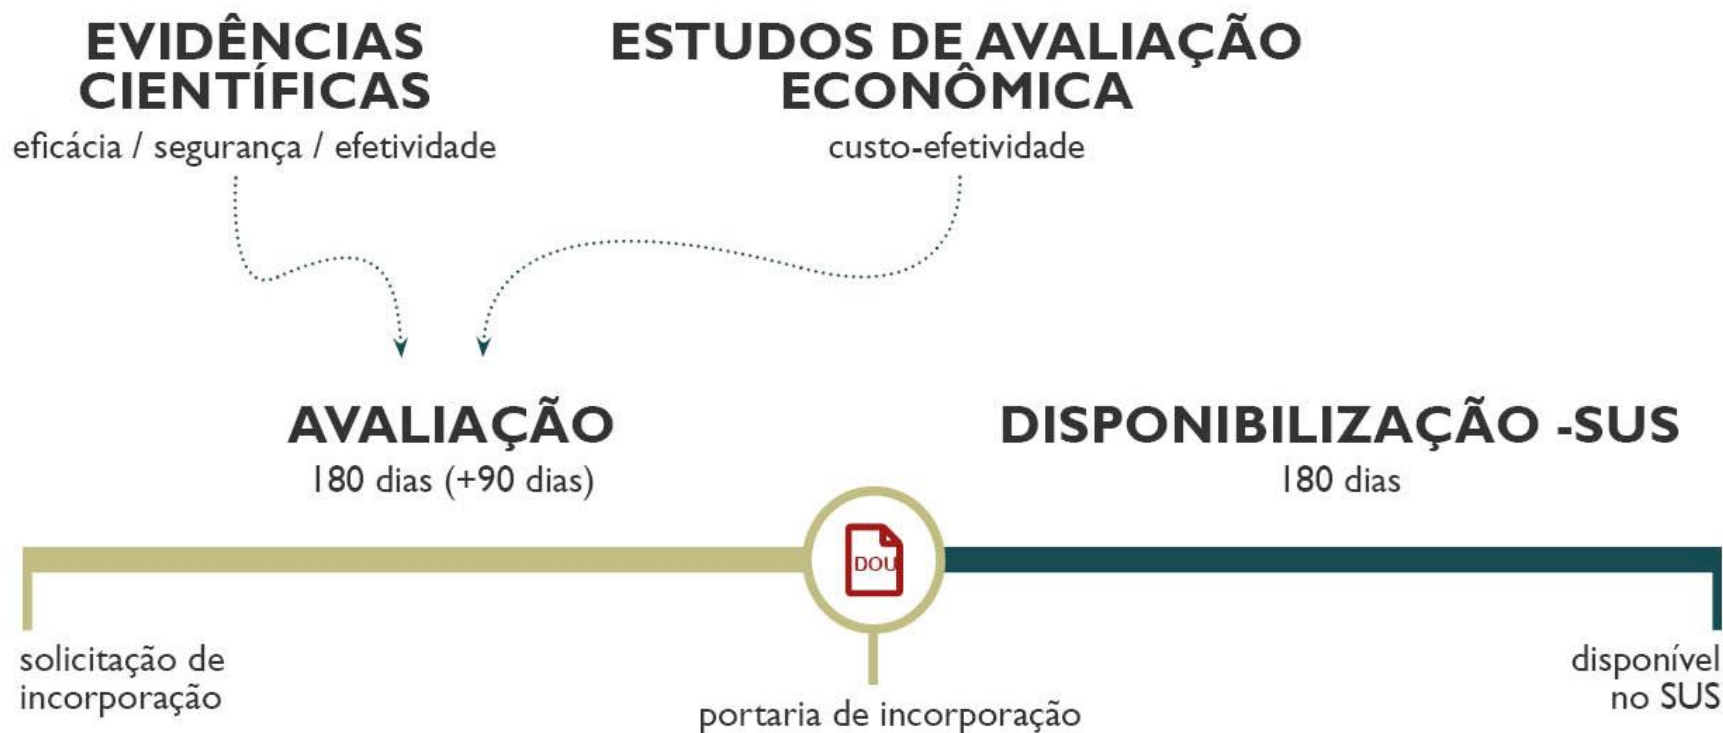 EVIDÊNCIAS
CIENTÍFICAS
eficácia / segurança / efetividade
ESTUDOS DE AVALIAÇÃO
ECONÔMICA
custo-efetividade
AVALIAÇÃO
180 dias (+90 dias)
DISPONIBILIZAÇÃO -SUS
180 dias
DOU
solicitação de
incorporação
portaria de incorporação
disponível
no SUS